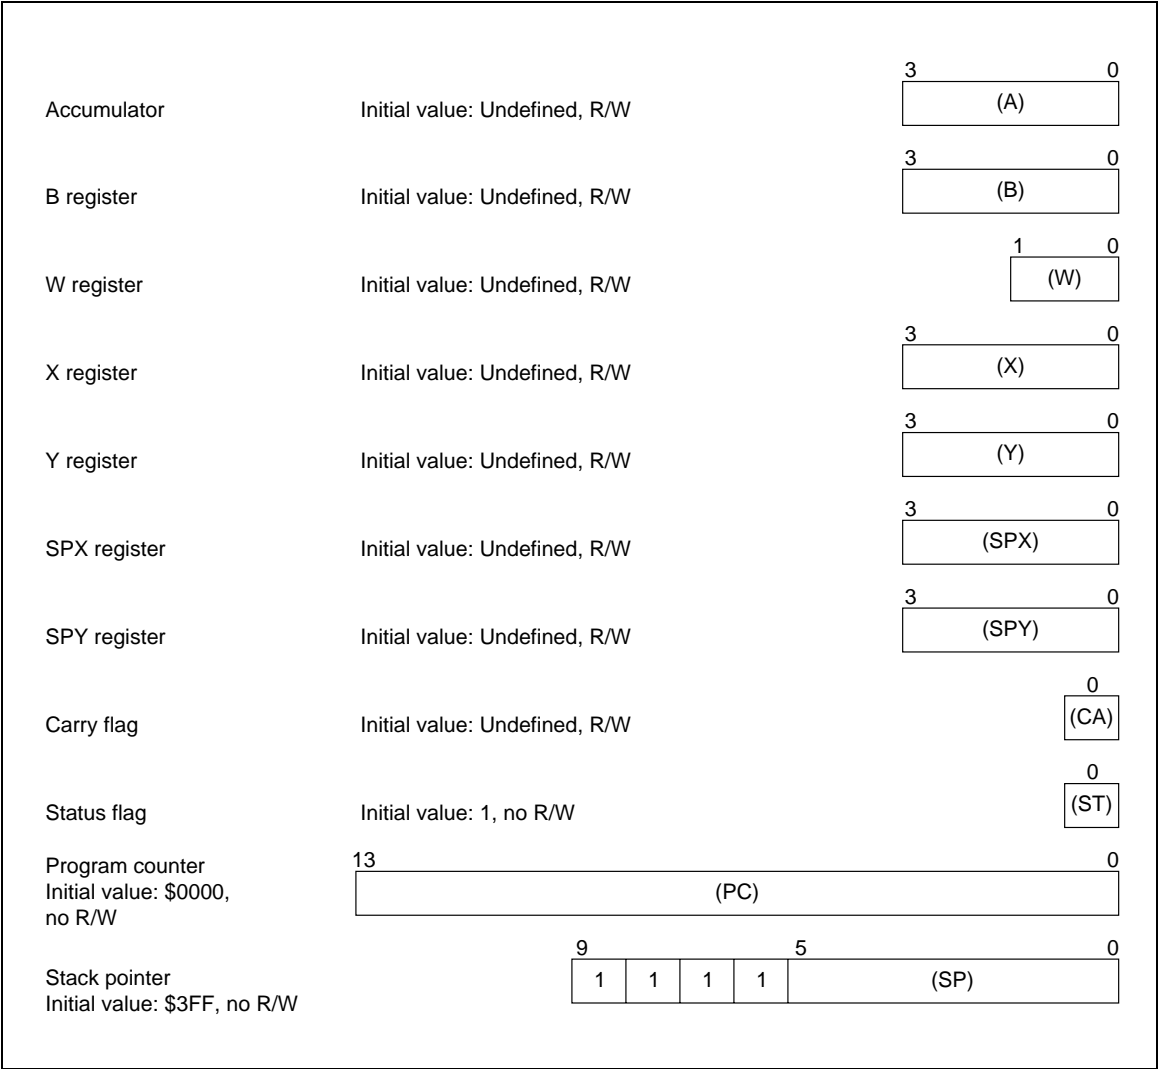 3 0
Accumulator Initial value: Undefined, R/W (A)
3 0
B register Initial value: Undefined, R/W (B)
1 0
W register Initial value: Undefined, R/W (W)
3 0
X register Initial value: Undefined, R/W (X)
3 0
Y register Initial value: Undefined, R/W (Y)
3 0
SPX register Initial value: Undefined, R/W (SPX)
3 0
SPY register Initial value: Undefined, R/W (SPY)
0
Carry flag Initial value: Undefined, R/W (CA)
0
Status flag Initial value: 1, no R/W (ST)
Program counter 13 0
Initial value: $0000, (PC)
no R/W
9 5 0
Stack pointer 1 1 1 1 (SP)
Initial value: $3FF, no R/W